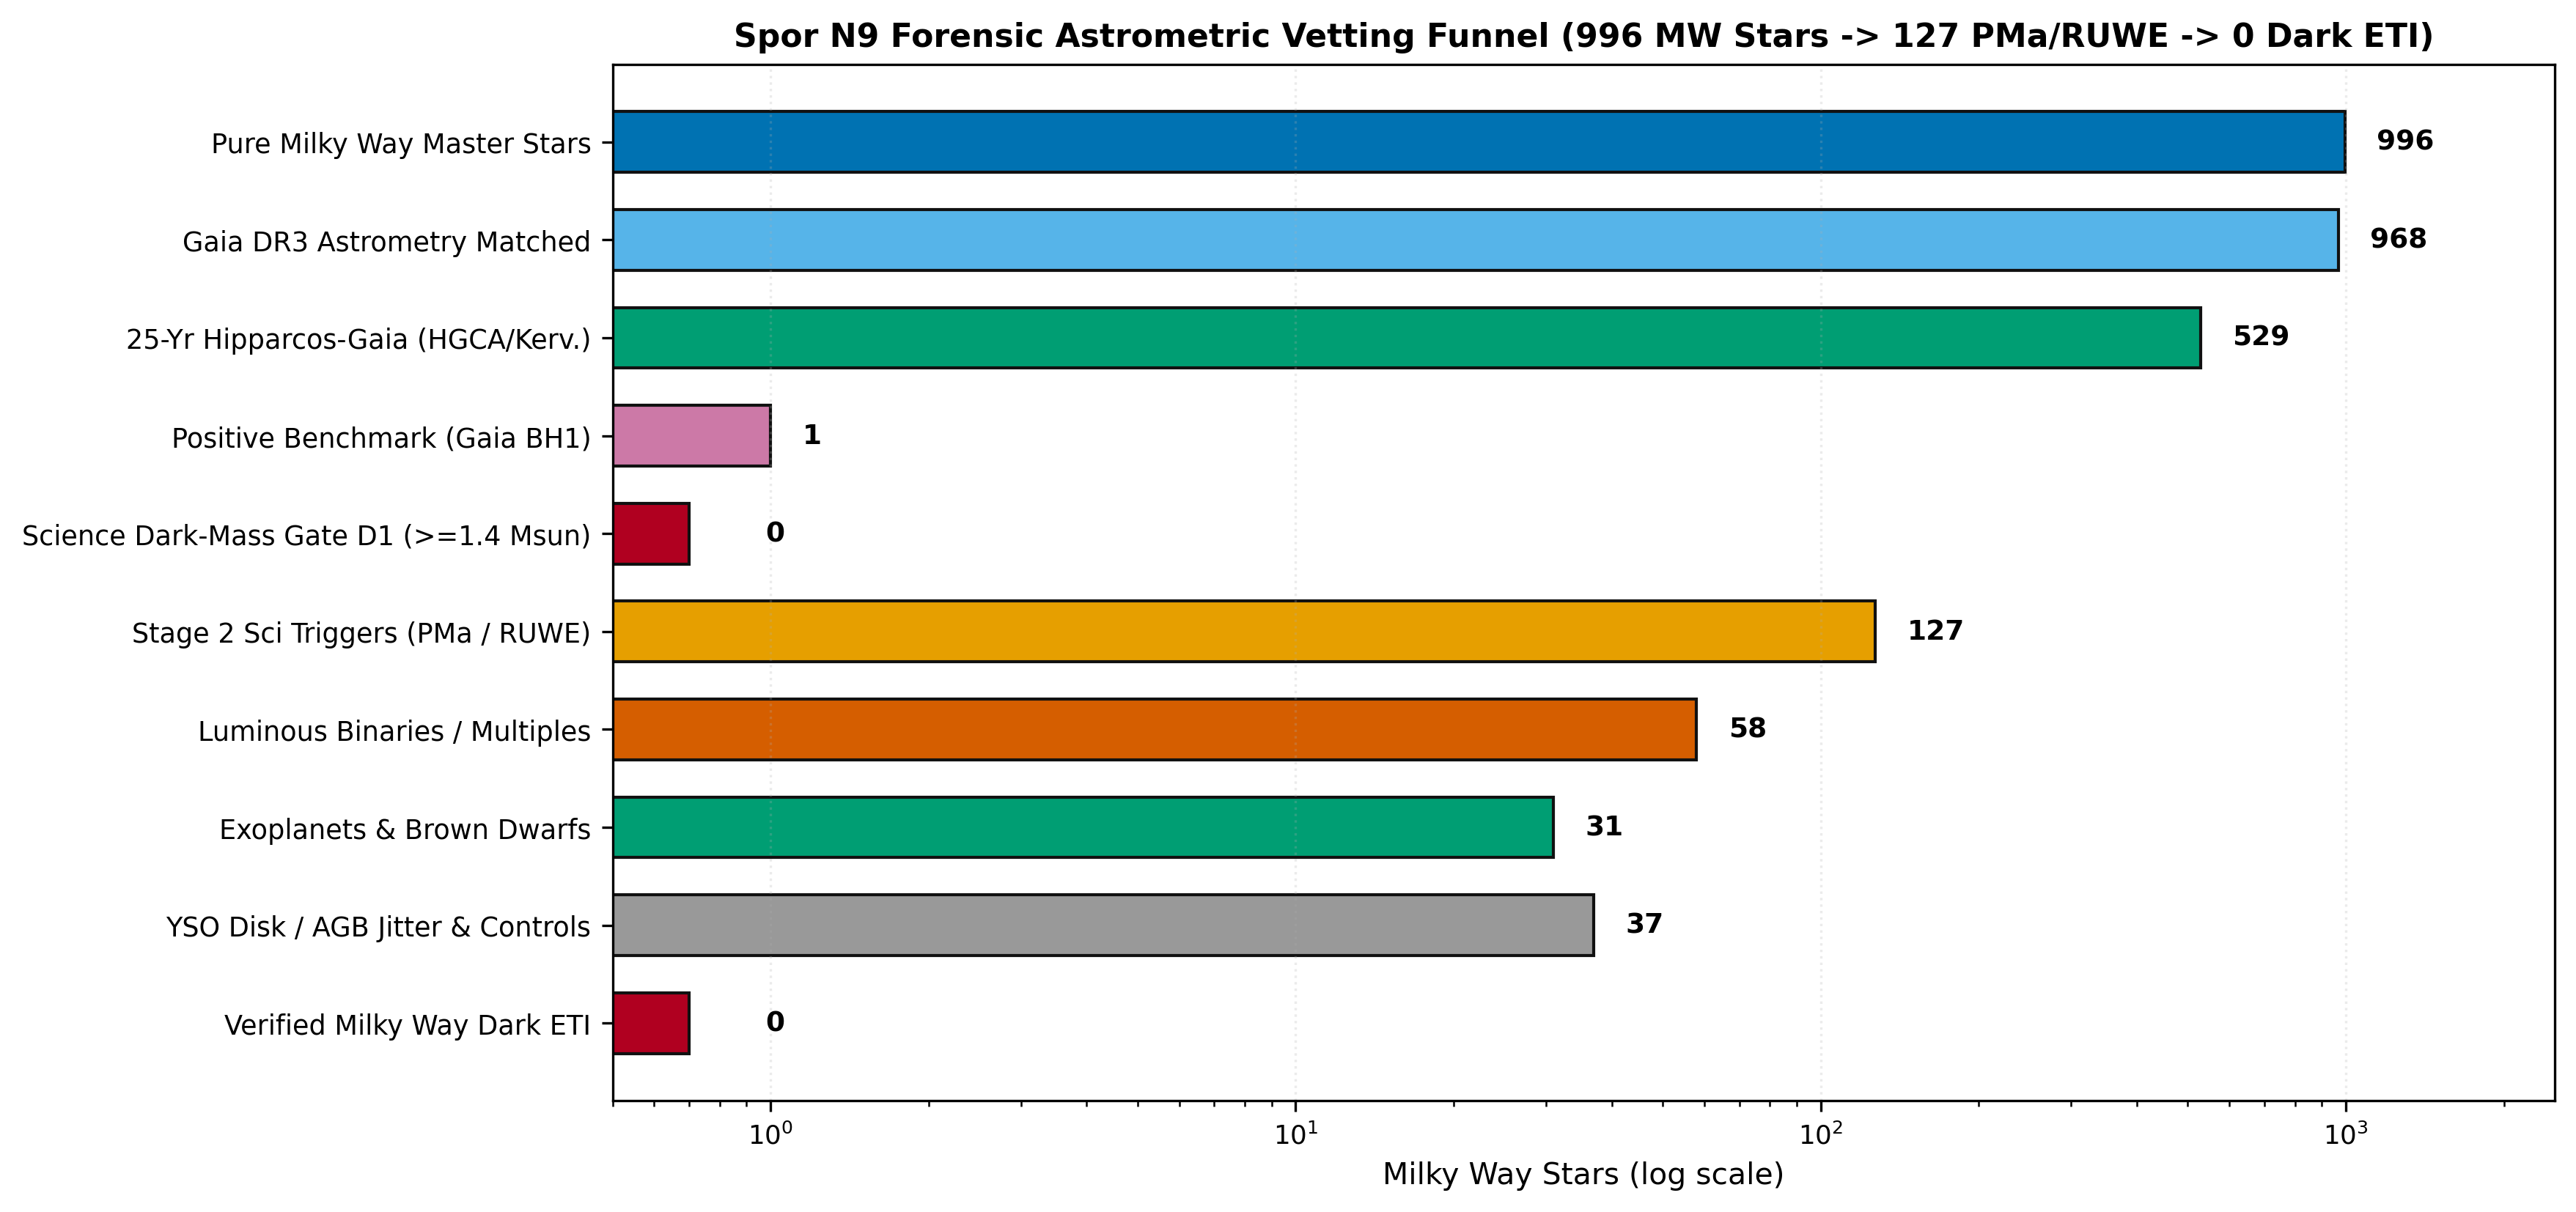 Spor N9 Forensic Astrometric Vetting Funnel (996 MW Stars -> 127 PMa/RUWE -> 0 Dark ETI)
Pure Milky Way Master Stars 996
Gaia DR3 Astrometry Matched 968
25-Yr Hipparcos-Gaia (HGCA/Kerv.) 529
Positive Benchmark (Gaia BH1) 1
Science Dark-Mass Gate D1 (>=1.4 Msun) 0
Stage 2 Sci Triggers (PMa / RUWE) 127
Luminous Binaries / Multiples 58
Exoplanets & Brown Dwarfs 31
YSO Disk / AGB Jitter & Controls 37
Verified Milky Way Dark ETI 0
10⁰ 10¹ 10² 10³
Milky Way Stars (log scale)